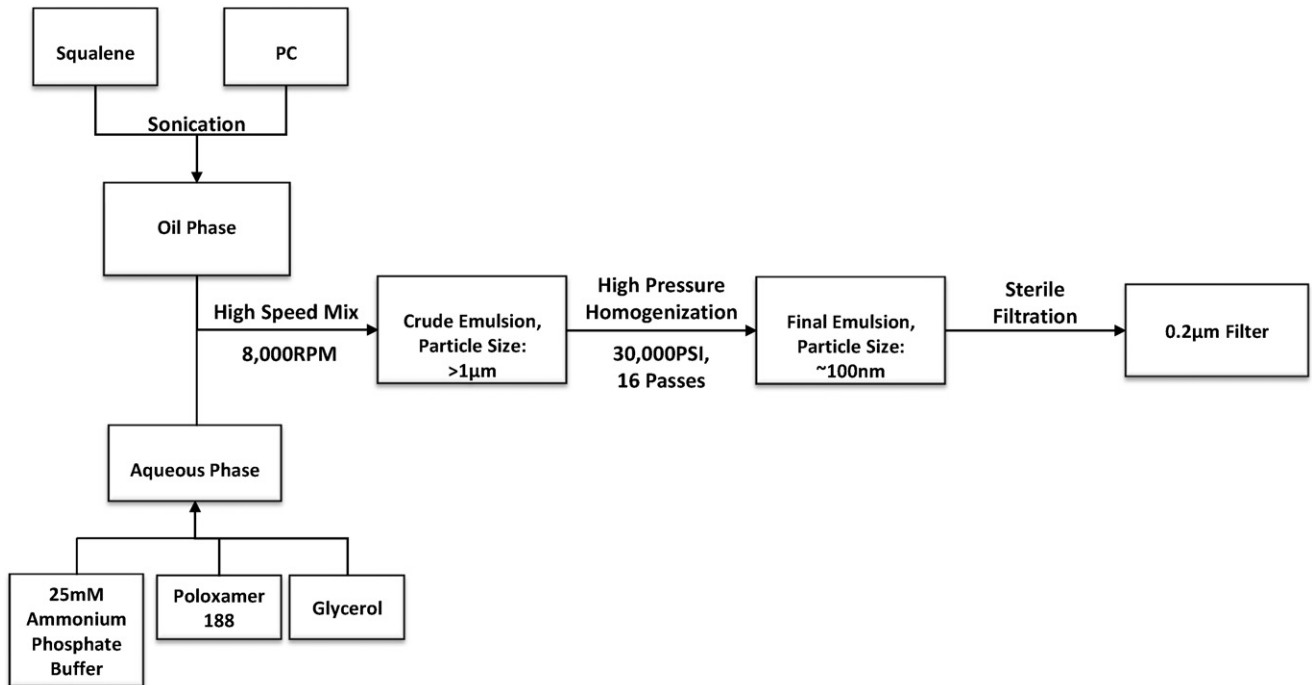 Squalene
PC
Sonication
Oil Phase
High Speed Mix
8,000RPM
Crude Emulsion,
Particle Size:
>1µm
High Pressure
Homogenization
30,000PSI,
16 Passes
Final Emulsion,
Particle Size:
~100nm
Sterile
Filtration
0.2µm Filter
Aqueous Phase
25mM
Ammonium
Phosphate
Buffer
Poloxamer
188
Glycerol